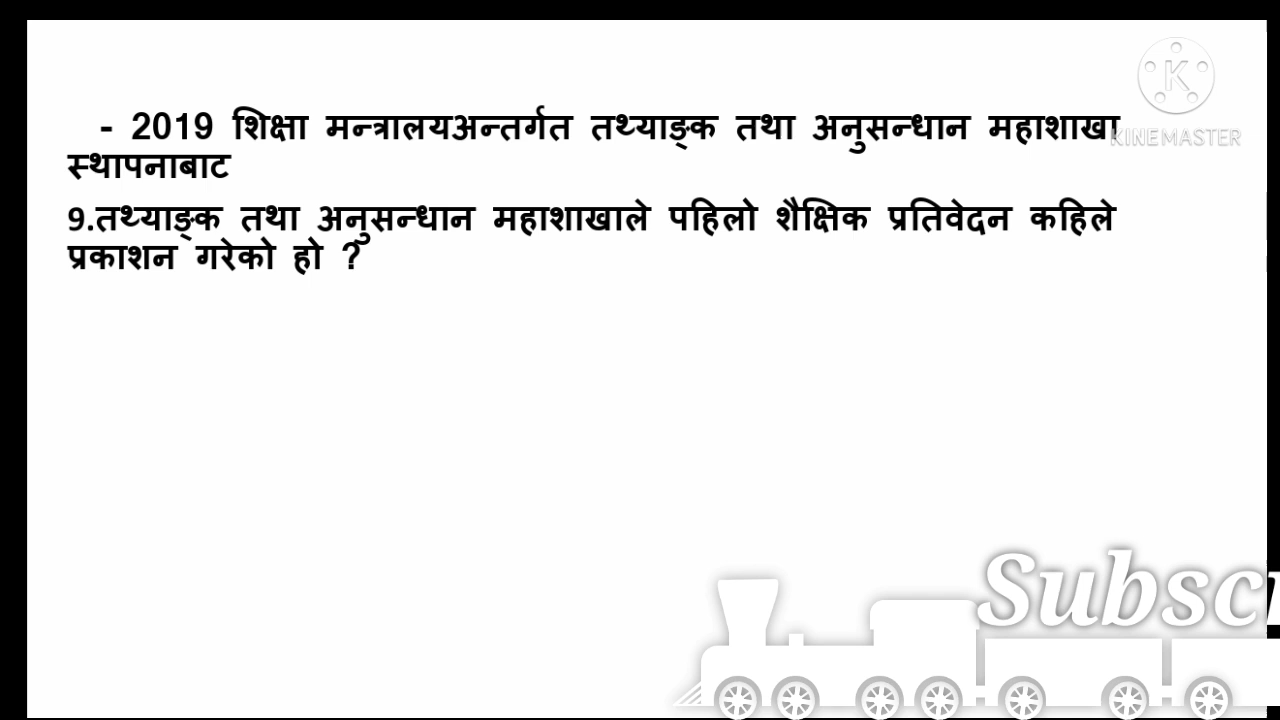 - 2019 शिक्षा मन्त्रालयअन्तर्गत तथ्याङ्क तथा अनुसन्धान महाशाखा
स्थापनाबाट
9.तथ्याङ्क तथा अनुसन्धान महाशाखाले पहिलो शैक्षिक प्रतिवेदन कहिले
प्रकाशन गरेको हो ?
K
KINEMASTER
Subscr